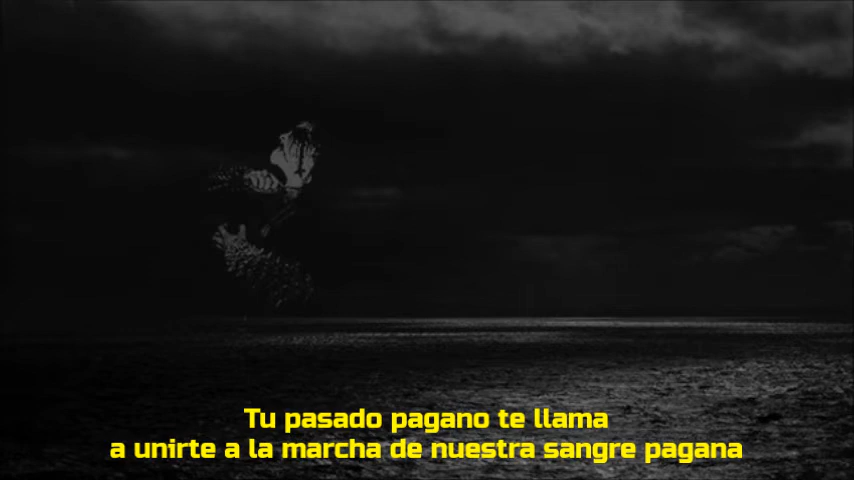 Tu pasado pagano te llama
a unirte a la marcha de nuestra sangre pagana